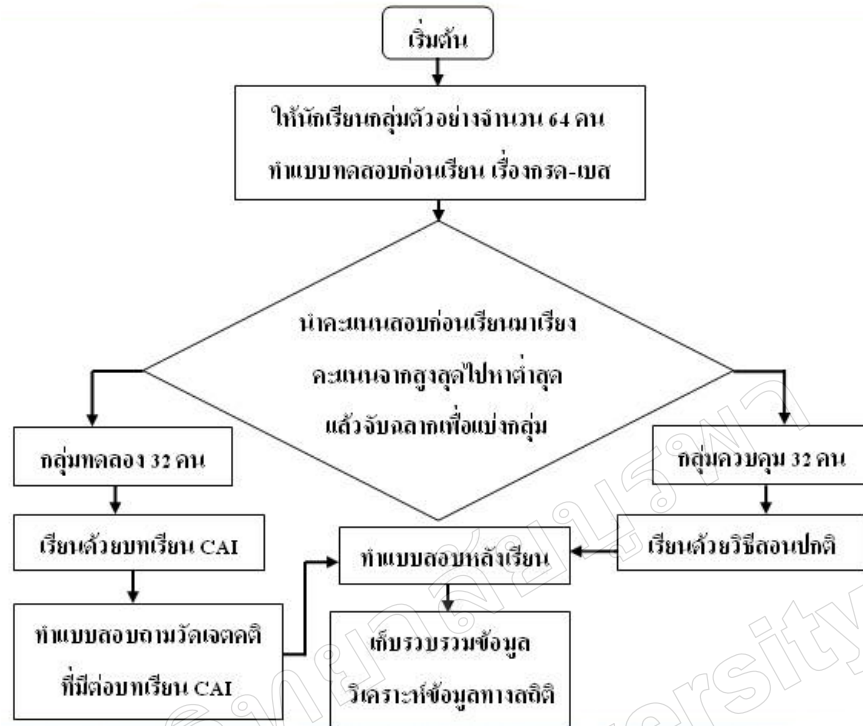 เริ่มต้น
ให้นักเรียนกลุ่มตัวอย่างจำนวน 64 คน
ทำแบบทดสอบก่อนเรียน เรื่องกรด-เบส
นำคะแนนสอบก่อนเรียนมาเรียง
คะแนนจากสูงสุดไปหาต่ำสุด
แล้วจับฉลากเพื่อแบ่งกลุ่ม
กลุ่มทดลอง 32 คน
กลุ่มควบคุม 32 คน
เรียนด้วยบทเรียน CAI
ทำแบบสอบหลังเรียน
เรียนด้วยวิธีสอนปกติ
ทำแบบสอบถามวัดเจตคติ
ที่มีต่อบทเรียน CAI
เก็บรวบรวมข้อมูล
วิเคราะห์ข้อมูลทางสถิติ